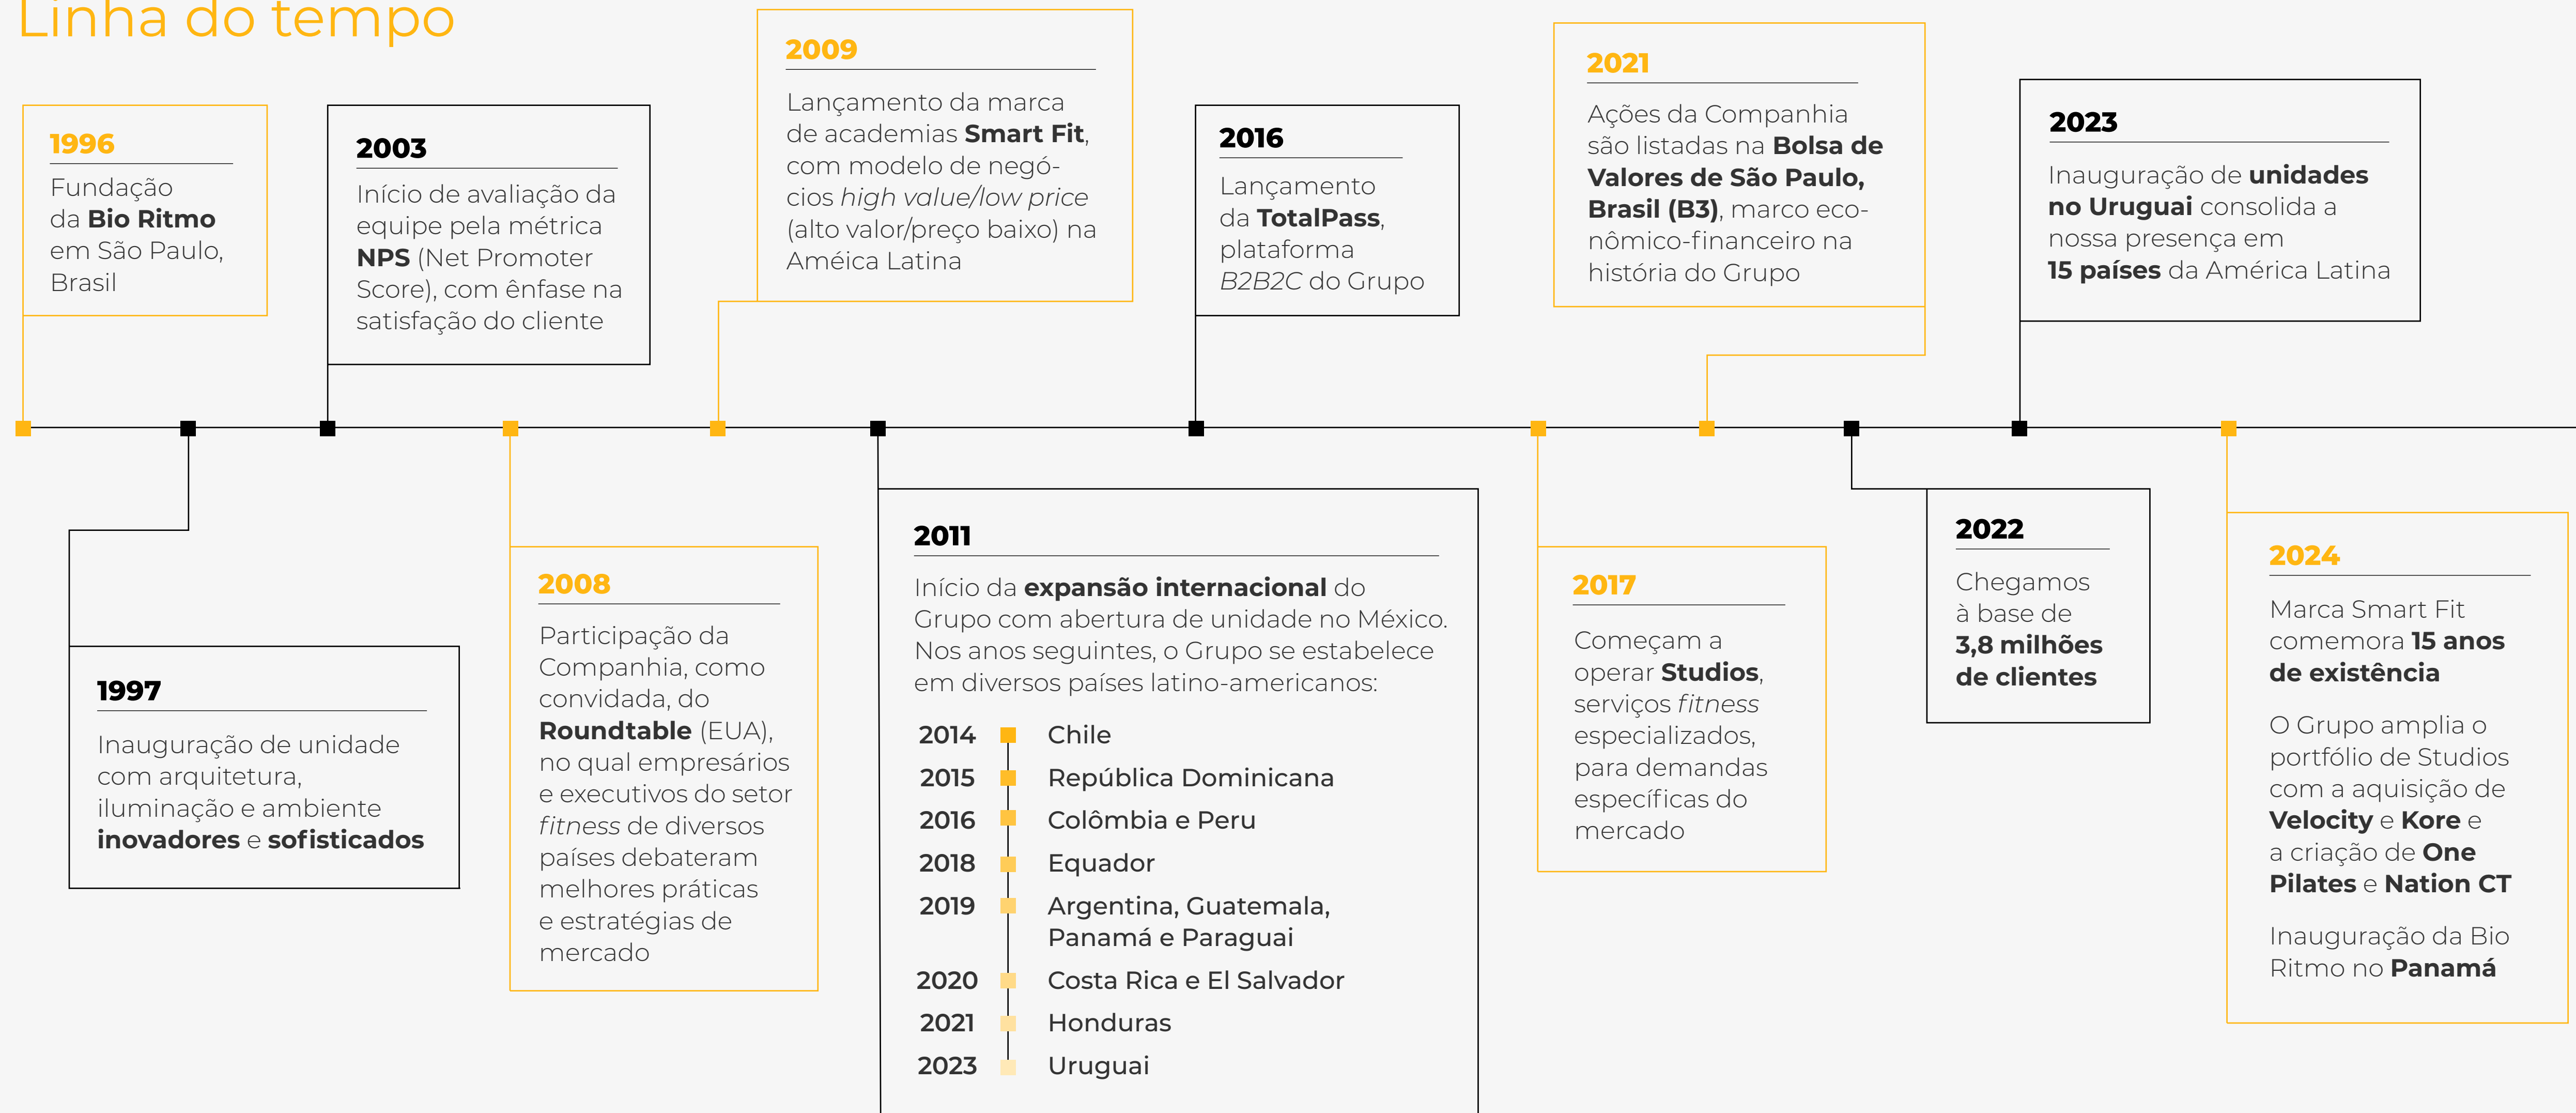 Linha do tempo
1996
Fundação
da Bio Ritmo
em São Paulo,
Brasil
1997
Inauguração de unidade
com arquitetura,
iluminação e ambiente
inovadores e sofisticados
2003
Início de avaliação da
equipe pela métrica
NPS (Net Promoter
Score), com ênfase na
satisfação do cliente
2008
Participação da
Companhia, como
convidada, do
Roundtable (EUA),
no qual empresários
e executivos do setor
fitness de diversos
países debateram
melhores práticas
e estratégias de
mercado
2009
Lançamento da marca
de academias Smart Fit,
com modelo de negó-
cios high value/low price
(alto valor/preço baixo) na
Améica Latina
2011
Início da expansão internacional do
Grupo com abertura de unidade no México.
Nos anos seguintes, o Grupo se estabelece
em diversos países latino-americanos:
2014 Chile
2015 República Dominicana
2016 Colômbia e Peru
2018 Equador
2019 Argentina, Guatemala,
Panamá e Paraguai
2020 Costa Rica e El Salvador
2021 Honduras
2023 Uruguai
2016
Lançamento
da TotalPass,
plataforma
B2B2C do Grupo
2017
Começam a
operar Studios,
serviços fitness
especializados,
para demandas
específicas do
mercado
2021
Ações da Companhia
são listadas na Bolsa de
Valores de São Paulo,
Brasil (B3), marco eco-
nômico-financeiro na
história do Grupo
2022
Chegamos
à base de
3,8 milhões
de clientes
2023
Inauguração de unidades
no Uruguai consolida a
nossa presença em
15 países da América Latina
2024
Marca Smart Fit
comemora 15 anos
de existência
O Grupo amplia o
portfólio de Studios
com a aquisição de
Velocity e Kore e
a criação de One
Pilates e Nation CT
Inauguração da Bio
Ritmo no Panamá